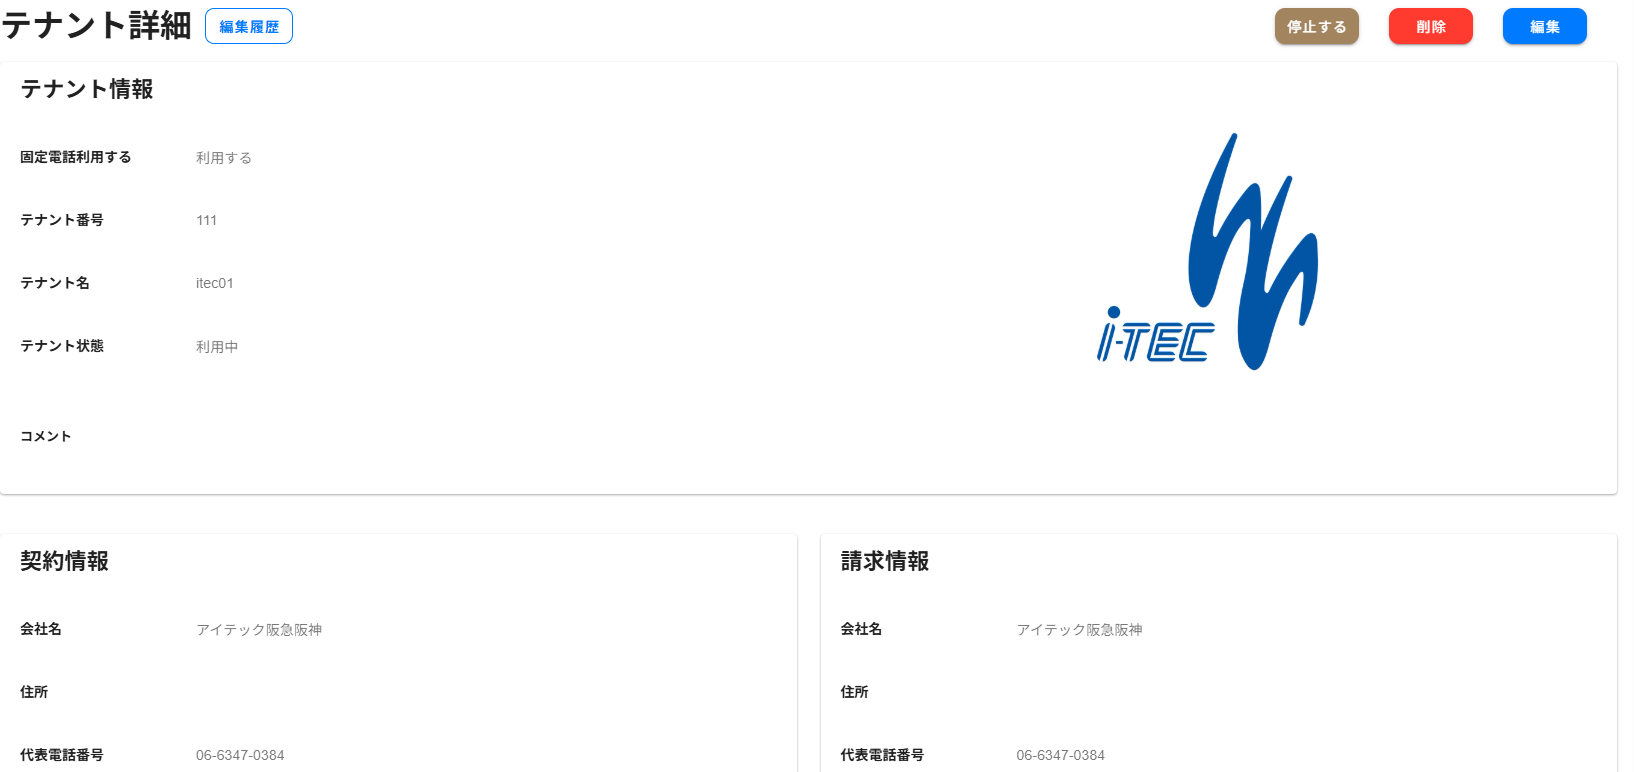 テナント詳細 編集履歴 停止する 削除 編集
テナント情報
固定電話利用する 利用する
テナント番号 111
テナント名 itec01
テナント状態 利用中
i-TEC
コメント
契約情報
会社名 アイテック阪急阪神
住所
代表電話番号 06-6347-0384
請求情報
会社名 アイテック阪急阪神
住所
代表電話番号 06-6347-0384